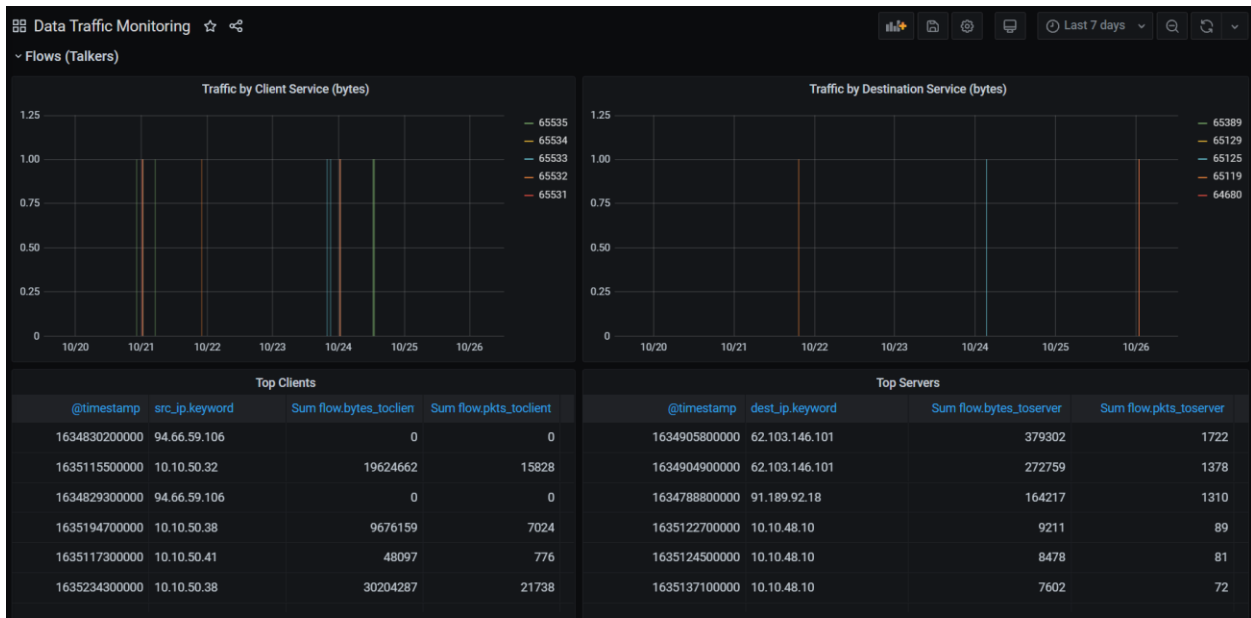 Data Traffic Monitoring
Last 7 days
Flows (Talkers)
Traffic by Client Service (bytes)
1.25
1.00
0.75
0.50
0.25
0
10/20 10/21 10/22 10/23 10/24 10/25 10/26
65535
65534
65533
65532
65531
Traffic by Destination Service (bytes)
1.25
1.00
0.75
0.50
0.25
0
10/20 10/21 10/22 10/23 10/24 10/25 10/26
65389
65129
65125
65119
64680
Top Clients
@timestamp src_ip.keyword Sum flow.bytes_toclien Sum flow.pkts_toclient
1634830200000 94.66.59.106 0 0
1635115500000 10.10.50.32 19624662 15828
1634829300000 94.66.59.106 0 0
1635194700000 10.10.50.38 9676159 7024
1635117300000 10.10.50.41 48097 776
1635234300000 10.10.50.38 30204287 21738
Top Servers
@timestamp dest_ip.keyword Sum flow.bytes_toserver Sum flow.pkts_toserver
1634905800000 62.103.146.101 379302 1722
1634904900000 62.103.146.101 272759 1378
1634788800000 91.189.92.18 164217 1310
1635122700000 10.10.48.10 9211 89
1635124500000 10.10.48.10 8478 81
1635137100000 10.10.48.10 7602 72